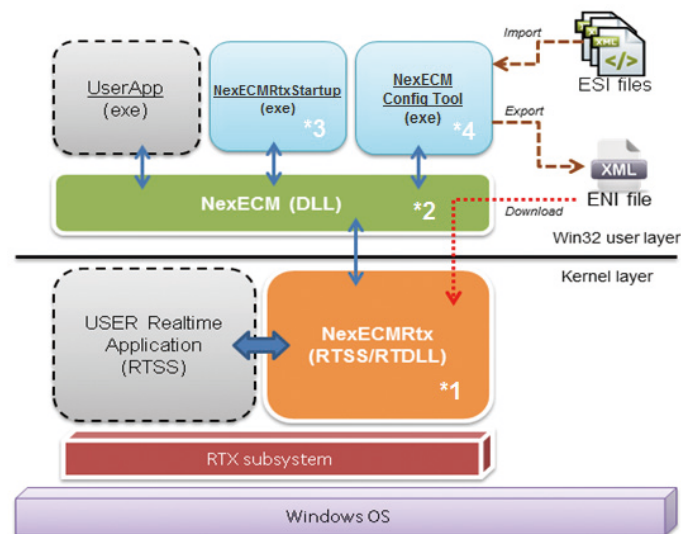 UserApp
(exe)
NexECMRtxStartup
(exe)
*3
NexECM
Config Tool
(exe)
*4
Import
XML
</>
ESI files
Export
XML
ENI file
NexECM (DLL)
*2
Download
Win32 user layer
Kernel layer
USER Realtime
Application
(RTSS)
NexECMRtx
(RTSS/RTDLL)
*1
RTX subsystem
Windows OS